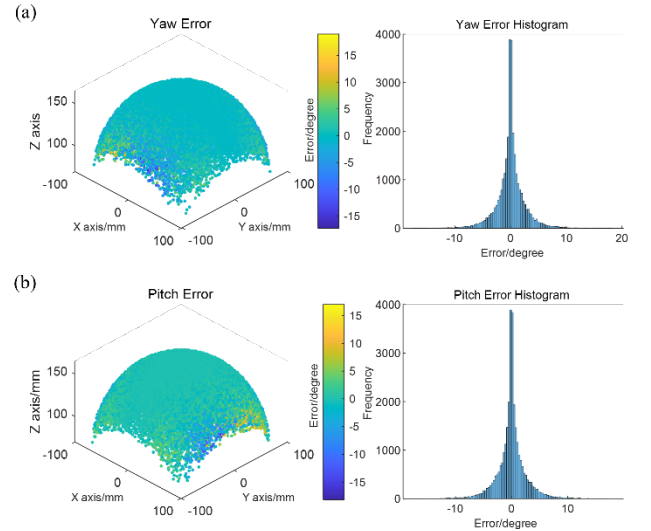 (a)
Yaw Error
Z axis
150
100
-100
0
100
X axis/mm
-100
0
100
Y axis/mm
15
10
5
0
-5
-10
-15
Error/degree
Yaw Error Histogram
Frequency
4000
3000
2000
1000
0
-10
0
10
20
Error/degree
(b)
Pitch Error
Z axis/mm
150
100
-100
0
100
X axis/mm
-100
0
100
Y axis/mm
15
10
5
0
-5
-10
-15
Error/degree
Pitch Error Histogram
Frequency
4000
3000
2000
1000
0
-10
0
10
Error/degree